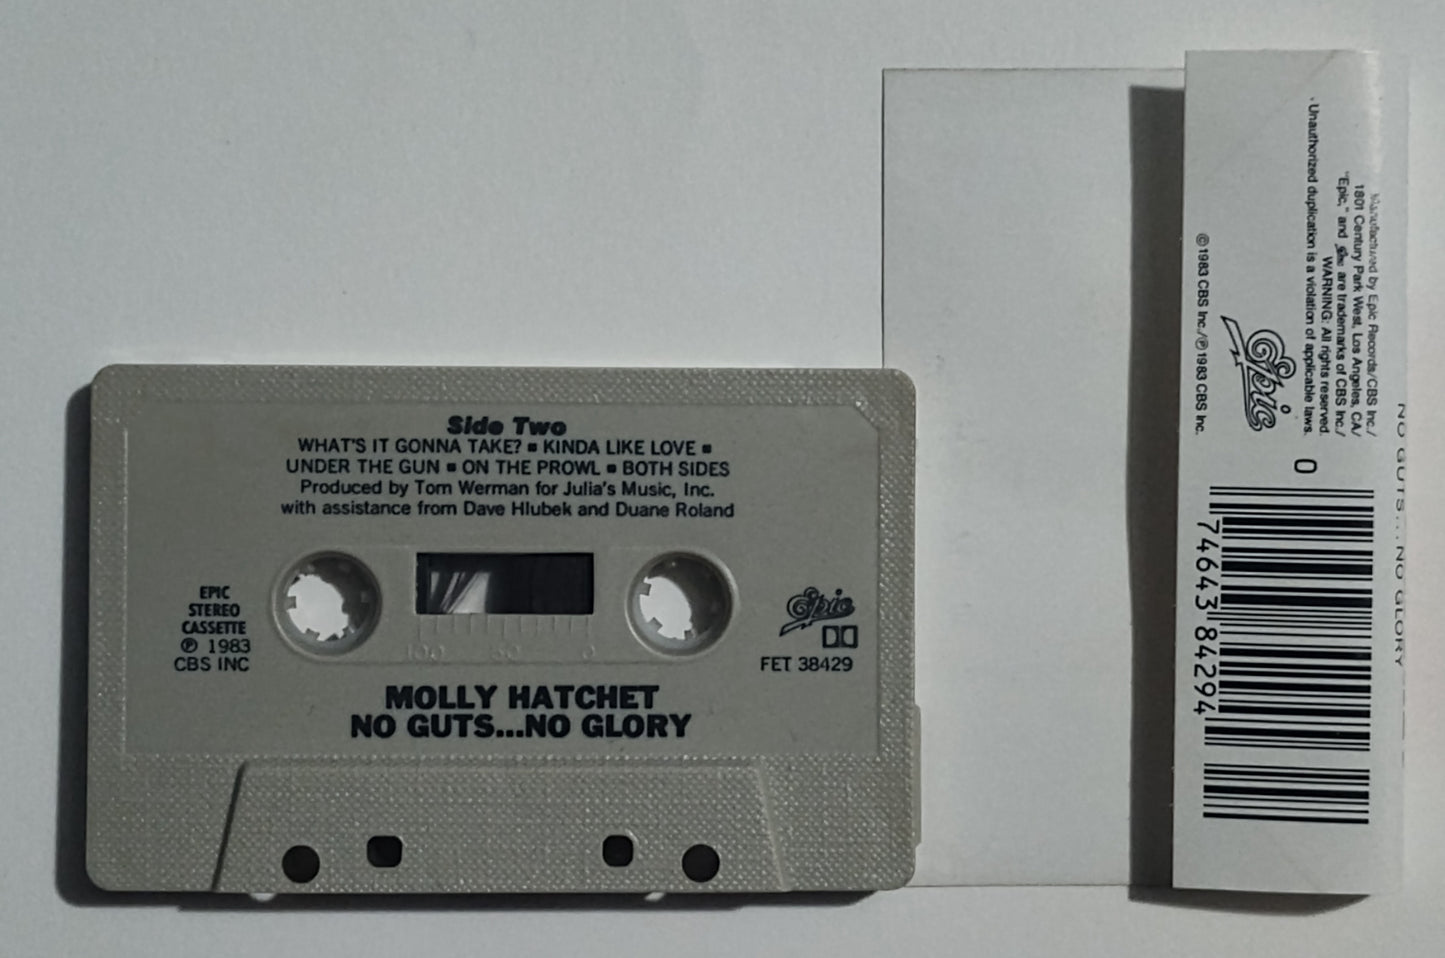 Side Two
WHAT'S IT GONNA TAKE? ■ KINDA LIKE LOVE ■
UNDER THE GUN ■ ON THE PROWL ■ BOTH SIDES
Produced by Tom Werman for Julia's Music, Inc.
with assistance from Dave Hlubek and Duane Roland
EPIC
STEREO
CASSETTE
℗ 1983
CBS INC
100 50 0
Epic
FET 38429
MOLLY HATCHET
NO GUTS...NO GLORY
NO GUTS...NO GLORY
Manufactured by Epic Records/CBS Inc./
1801 Century Park West, Los Angeles, CA/
"Epic," and Epic are trademarks of CBS Inc./
WARNING: All rights reserved.
Unauthorized duplication is a violation of applicable laws.
Epic
© 1983 CBS Inc./℗ 1983 CBS Inc.
0
74643 84294